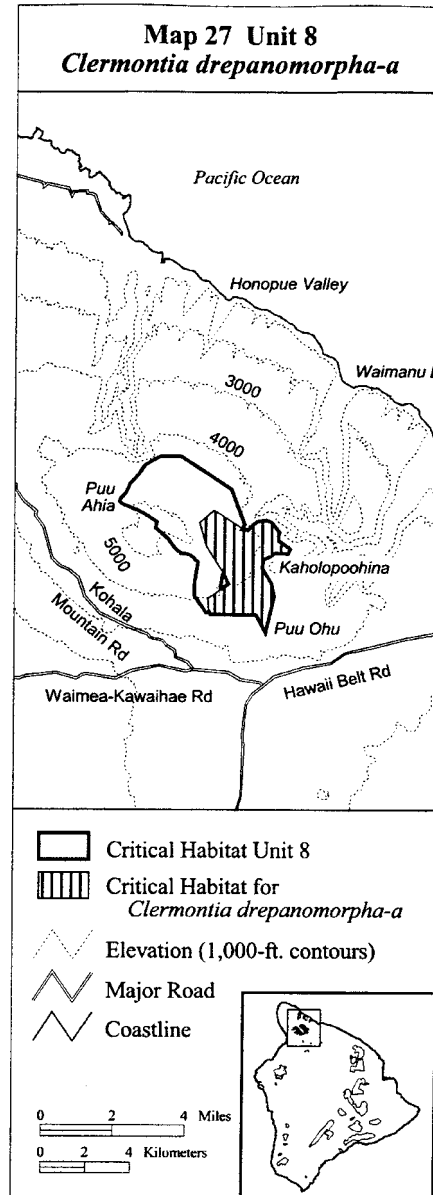 Map 27 Unit 8
Clermontia drepanomorpha-a
Pacific Ocean
Honopue Valley
Waimanu
3000
4000
Puu
Ahia
5000
Kaholopoohina
Kohala
Mountain Rd
Puu Ohu
Waimea-Kawaihae Rd
Hawaii Belt Rd
Critical Habitat Unit 8
Critical Habitat for
Clermontia drepanomorpha-a
Elevation (1,000-ft. contours)
Major Road
Coastline
0 2 4 Miles
0 2 4 Kilometers